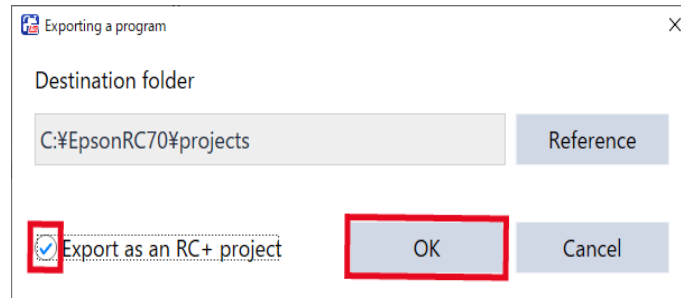 Exporting a program
Destination folder
C:¥EpsonRC70¥projects
Reference
Export as an RC+ project
OK
Cancel